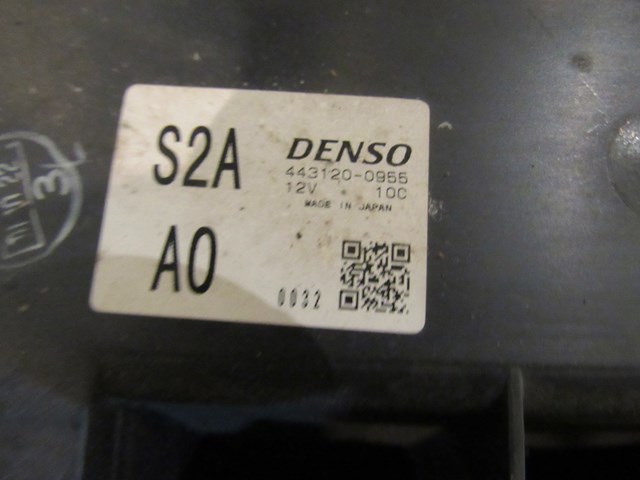 S2A
DENSO
443120-0955
12V 10C
MADE IN JAPAN
A0
0032